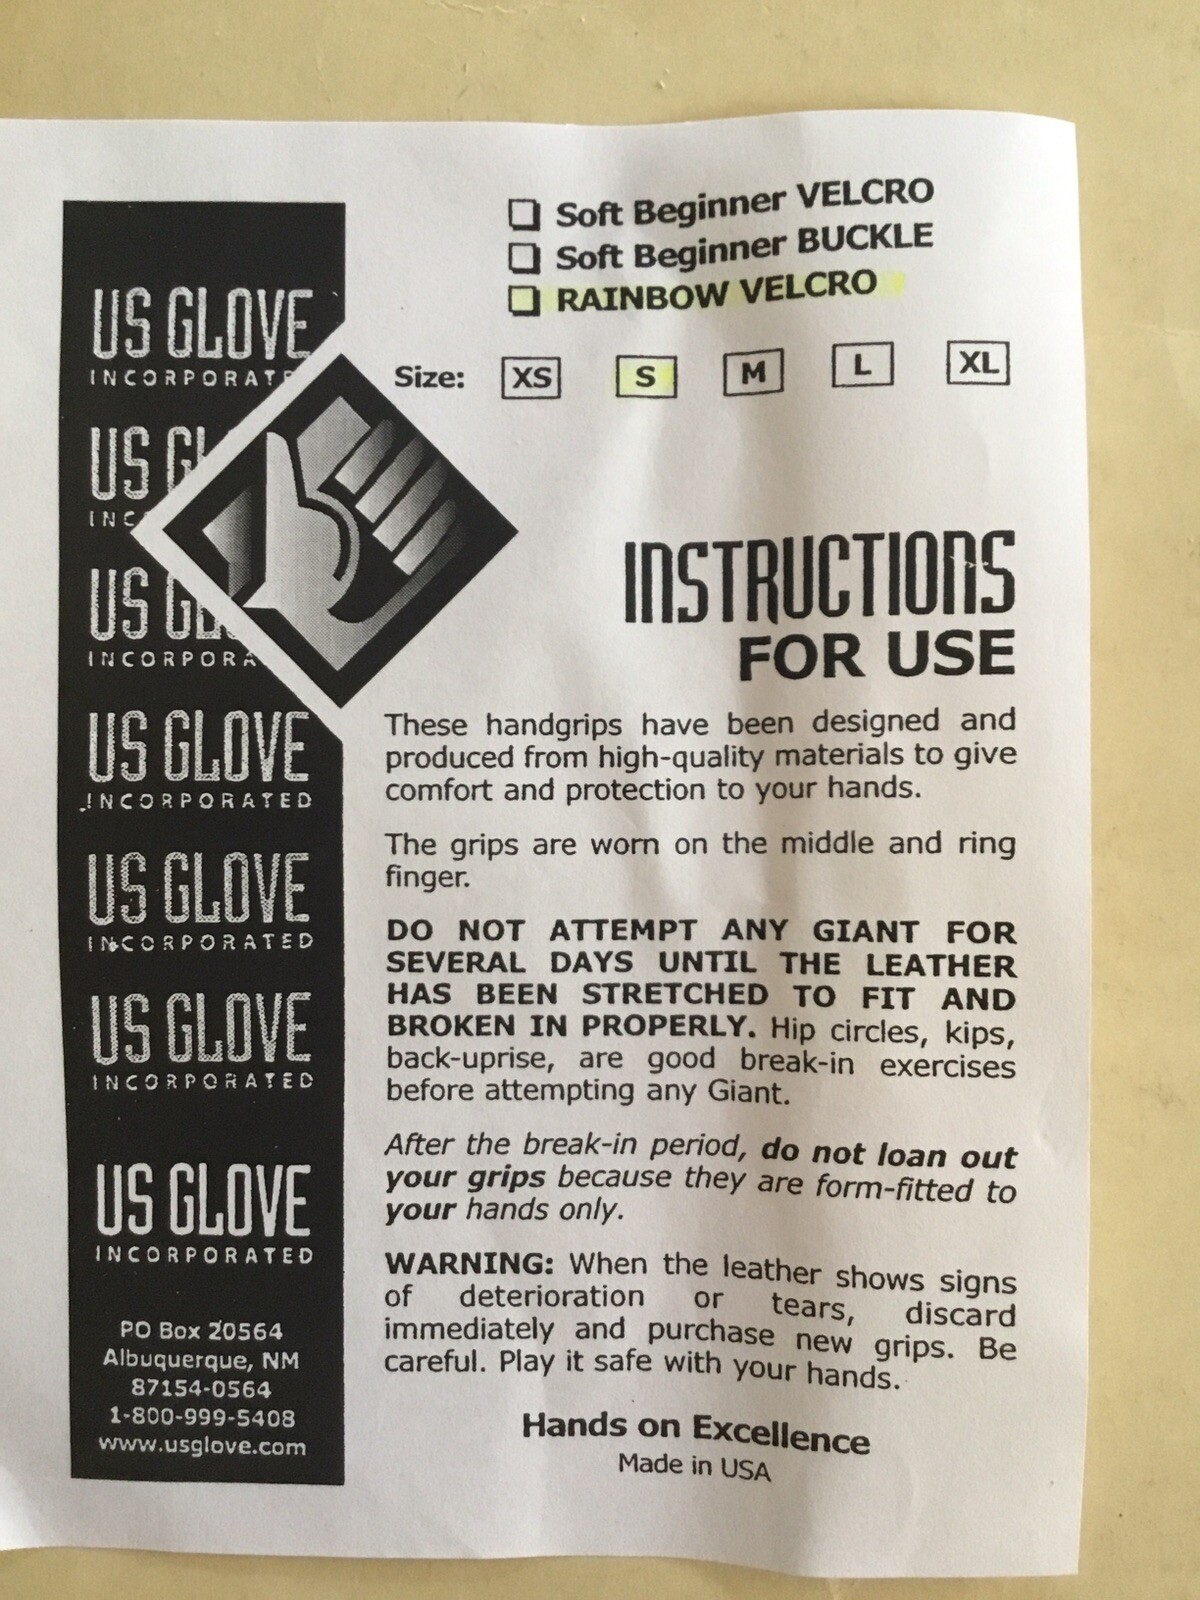 US GLOVE
INCORPORAT
US GL
INC
US GL
INCORPORA
US GLOVE
INCORPORATED
US GLOVE
INCORPORATED
US GLOVE
INCORPORATED
US GLOVE
INCORPORATED
PO Box 20564
Albuquerque, NM
87154-0564
1-800-999-5408
www.usglove.com
❏ Soft Beginner VELCRO
❏ Soft Beginner BUCKLE
❏ RAINBOW VELCRO
Size: XS S M L XL
INSTRUCTIONS
FOR USE
These handgrips have been designed and
produced from high-quality materials to give
comfort and protection to your hands.
The grips are worn on the middle and ring
finger.
DO NOT ATTEMPT ANY GIANT FOR
SEVERAL DAYS UNTIL THE LEATHER
HAS BEEN STRETCHED TO FIT AND
BROKEN IN PROPERLY. Hip circles, kips,
back-uprise, are good break-in exercises
before attempting any Giant.
After the break-in period, do not loan out
your grips because they are form-fitted to
your hands only.
WARNING: When the leather shows signs
of deterioration or tears, discard
immediately and purchase new grips. Be
careful. Play it safe with your hands.
Hands on Excellence
Made in USA